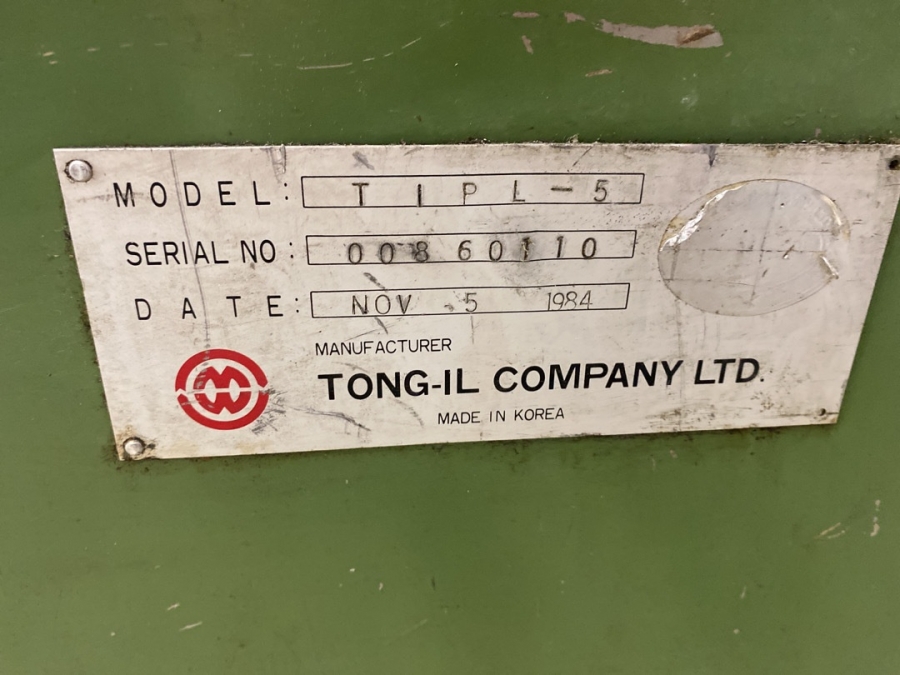 MODEL: TIPL-5
SERIAL NO: 00860110
DATE: NOV 5 1984
MANUFACTURER
TONG-IL COMPANY LTD.
MADE IN KOREA